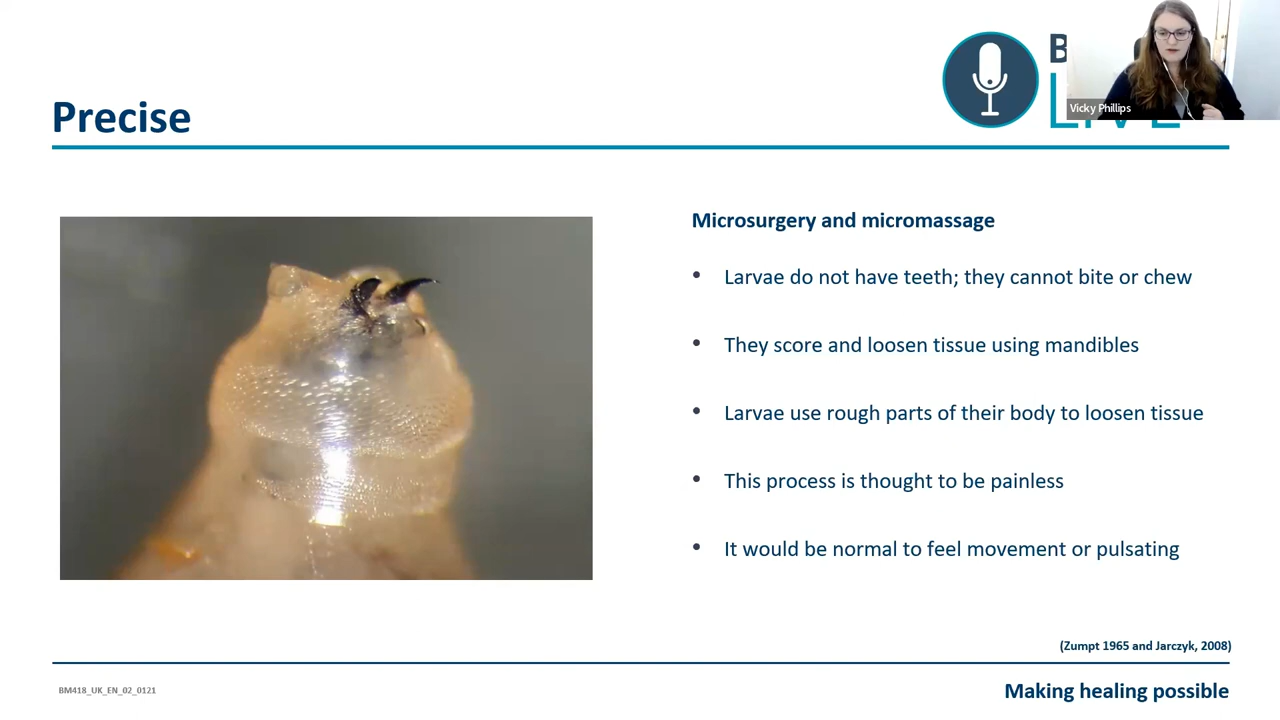 Precise
Vicky Phillips
Microsurgery and micromassage
• Larvae do not have teeth; they cannot bite or chew
• They score and loosen tissue using mandibles
• Larvae use rough parts of their body to loosen tissue
• This process is thought to be painless
• It would be normal to feel movement or pulsating
(Zumpt 1965 and Jarczyk, 2008)
BM418_UK_EN_02_0121
Making healing possible